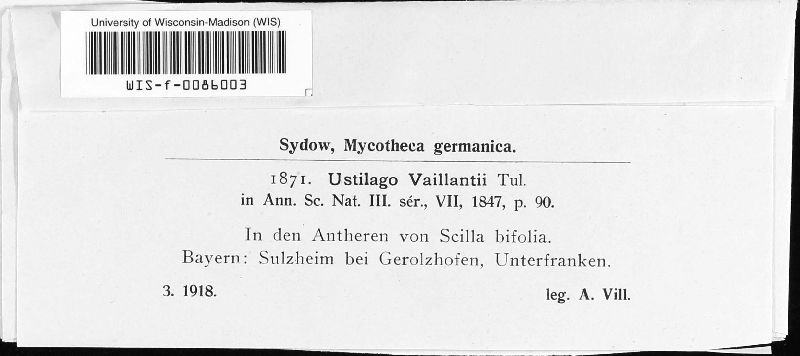 University of Wisconsin-Madison (WIS)
WIS-f-0086003
Sydow, Mycotheca germanica.
1871. Ustilago Vaillantii Tul.
in Ann. Sc. Nat. III. sér., VII, 1847, p. 90.
In den Antheren von Scilla bifolia.
Bayern: Sulzheim bei Gerolzhofen, Unterfranken.
3. 1918. leg. A. Vill.